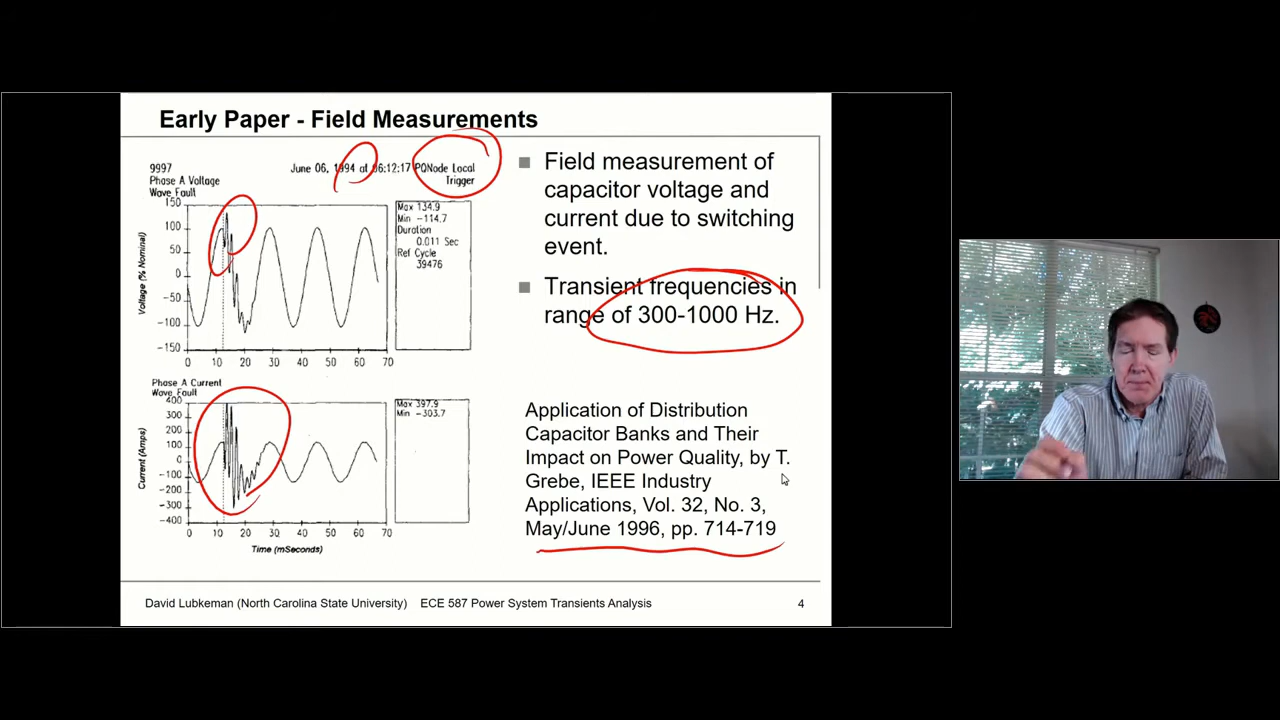 Early Paper - Field Measurements
9997
June 06, 1994 at 06:12:17 PQNode Local
Phase A Voltage
Trigger
Wave Fault
150
100
50
0
-50
-100
-150
Voltage (% Nominal)
0 10 20 30 40 50 60 70
Max 134.9
Min -114.7
Duration
0.011 Sec
Ref Cycle
39476
Phase A Current
Wave Fault
400
300
200
100
0
-100
-200
-300
-400
Current (Amps)
0 10 20 30 40 50 60 70
Time (mSeconds)
Max 397.9
Min -303.7
Field measurement of
capacitor voltage and
current due to switching
event.
Transient frequencies in
range of 300-1000 Hz.
Application of Distribution
Capacitor Banks and Their
Impact on Power Quality, by T.
Grebe, IEEE Industry
Applications, Vol. 32, No. 3,
May/June 1996, pp. 714-719
David Lubkeman (North Carolina State University) ECE 587 Power System Transients Analysis 4